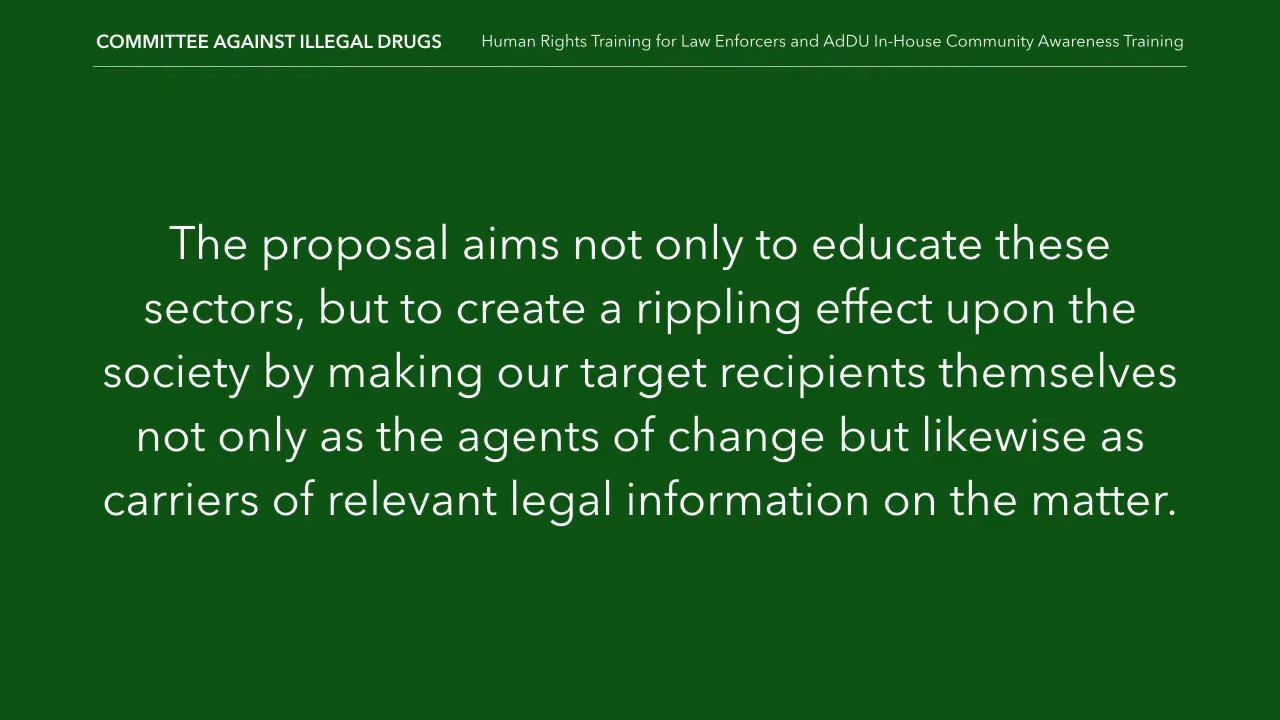 COMMITTEE AGAINST ILLEGAL DRUGS Human Rights Training for Law Enforcers and AdDU In-House Community Awareness Training
The proposal aims not only to educate these
sectors, but to create a rippling effect upon the
society by making our target recipients themselves
not only as the agents of change but likewise as
carriers of relevant legal information on the matter.